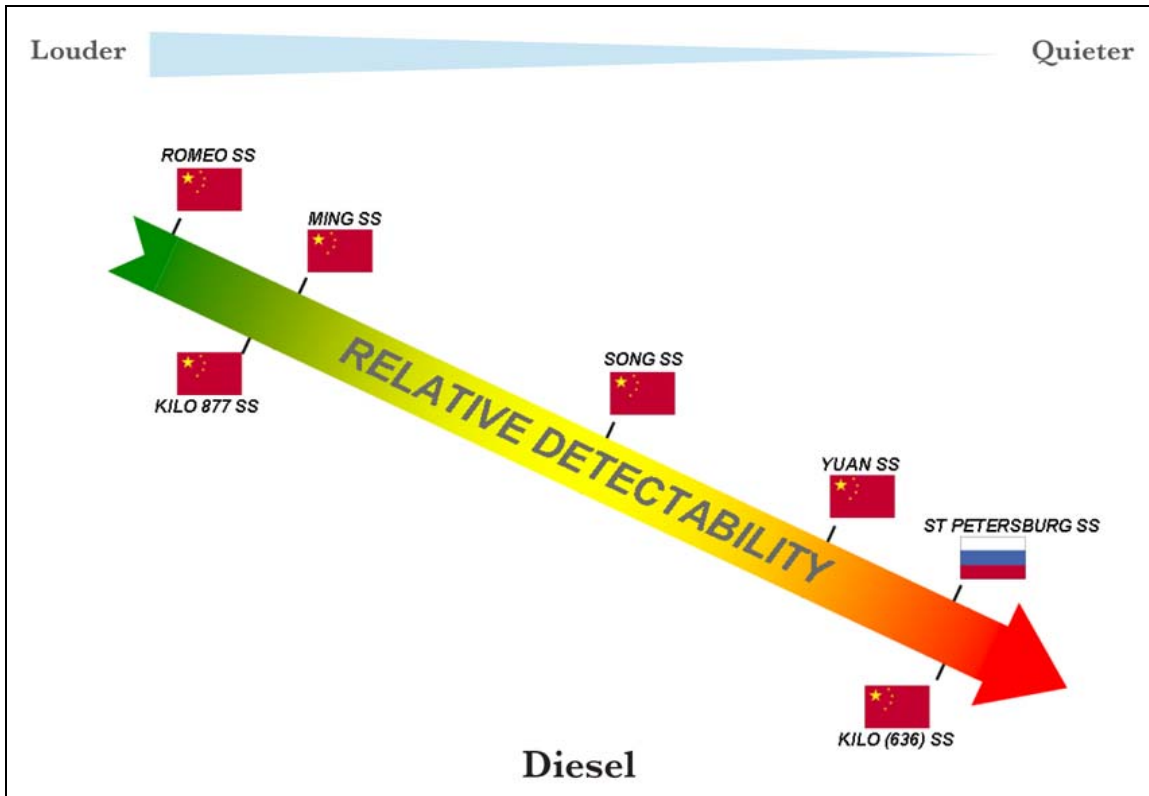 Louder
Quieter
ROMEO SS
MING SS
KILO 877 SS
RELATIVE DETECTABILITY
SONG SS
YUAN SS
ST PETERSBURG SS
KILO (636) SS
Diesel